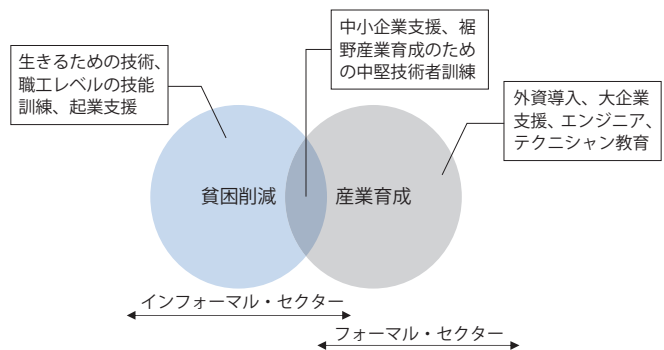 生きるための技術、
職工レベルの技能
訓練、起業支援
中小企業支援、裾
野産業育成のため
の中堅技術者訓練
外資導入、大企業
支援、エンジニア、
テクニシャン教育
貧困削減
産業育成
インフォーマル・セクター
フォーマル・セクター